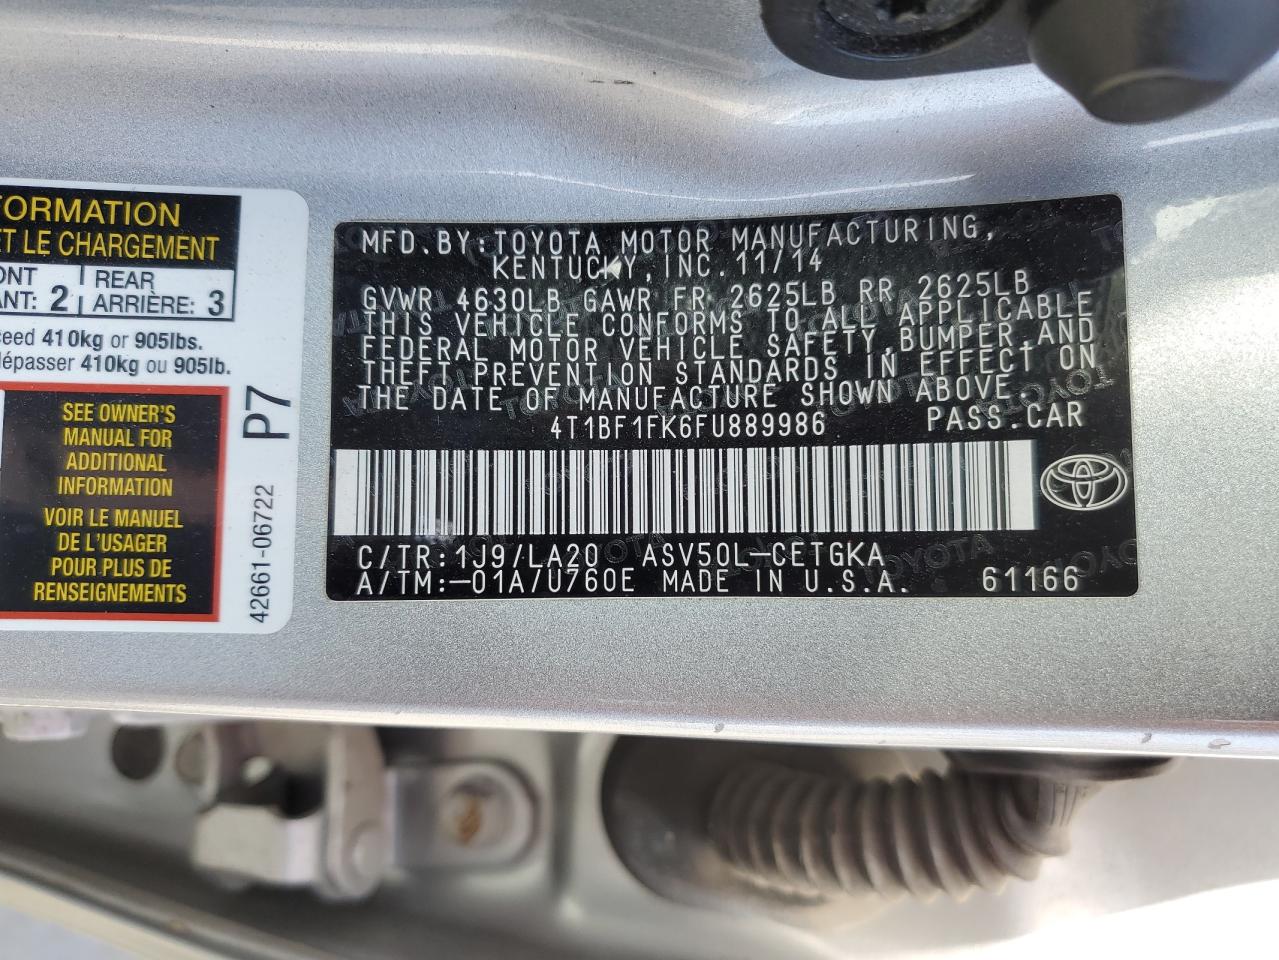 FORMATION
ET LE CHARGEMENT
ONT
ANT: 2
REAR
ARRIÈRE: 3
ceed 410kg or 905lbs.
dépasser 410kg ou 905lb.
SEE OWNER'S
MANUAL FOR
ADDITIONAL
INFORMATION
VOIR LE MANUEL
DE L'USAGER
POUR PLUS DE
RENSEIGNEMENTS
P7
42661-06722
MFD.BY:TOYOTA MOTOR MANUFACTURING,
KENTUCKY,INC.11/14
GVWR 4630LB GAWR FR 2625LB RR 2625LB
THIS VEHICLE CONFORMS TO ALL APPLICABLE
FEDERAL MOTOR VEHICLE SAFETY,BUMPER,AND
THEFT PREVENTION STANDARDS IN EFFECT ON
THE DATE OF MANUFACTURE SHOWN ABOVE.
4T1BF1FK6FU889986 PASS.CAR
C/TR:1J9/LA20 ASV50L-CETGKA
A/TM:-01A/U760E MADE IN U.S.A. 61166